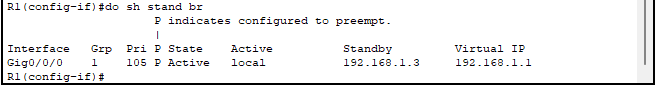 R1(config-if)#do sh stand br
P indicates configured to preempt.
|
Interface Grp Pri P State Active Standby Virtual IP
Gig0/0/0 1 105 P Active local 192.168.1.3 192.168.1.1
R1(config-if)#